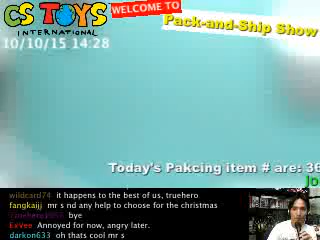 CS TOYS
INTERNATIONAL
WELCOME TO
Pack-and-Ship Show
10/10/15 14:28
Today's Pakcing item # are: 36
lo
wildcard74 it happens to the best of us, truehero
fangkaijj mr s nd any help to choose for the christmas
bye
ExVee Annoyed for now, angry later.
darkon633 oh thats cool mr s